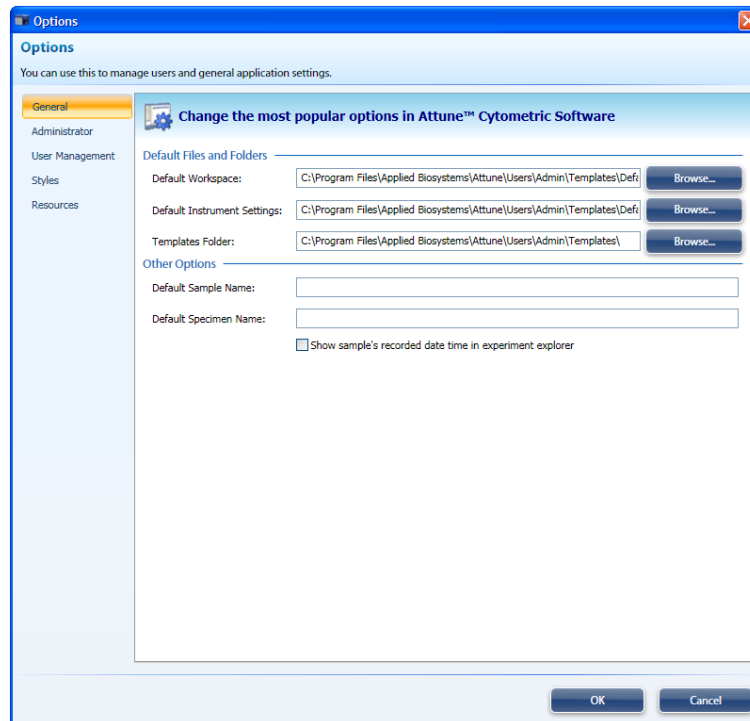 Options
Options
You can use this to manage users and general application settings.
General
Administrator
User Management
Styles
Resources
Change the most popular options in Attune™ Cytometric Software
Default Files and Folders
Default Workspace: C:\Program Files\Applied Biosystems\Attune\Users\Admin\Templates\Defa Browse...
Default Instrument Settings: C:\Program Files\Applied Biosystems\Attune\Users\Admin\Templates\Defa Browse...
Templates Folder: C:\Program Files\Applied Biosystems\Attune\Users\Admin\Templates\ Browse...
Other Options
Default Sample Name:
Default Specimen Name:
Show sample's recorded date time in experiment explorer
OK Cancel